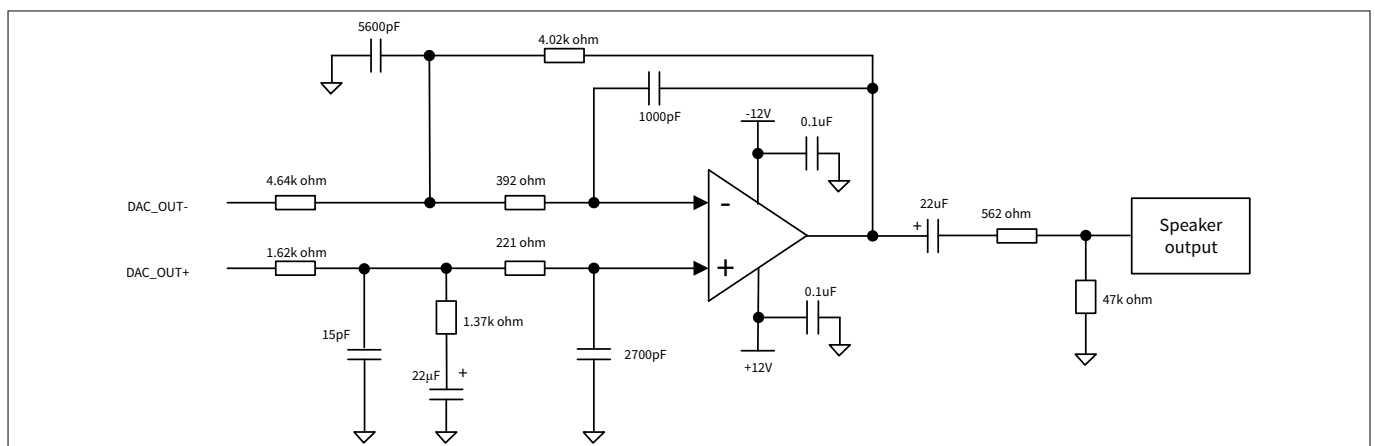 5600pF
4.02k ohm
1000pF
-12V
0.1uF
4.64k ohm
392 ohm
DAC_OUT-
-
22uF
562 ohm
+
Speaker
output
1.62k ohm
221 ohm
DAC_OUT+
+
0.1uF
47k ohm
1.37k ohm
15pF
2700pF
22µF
+
+12V